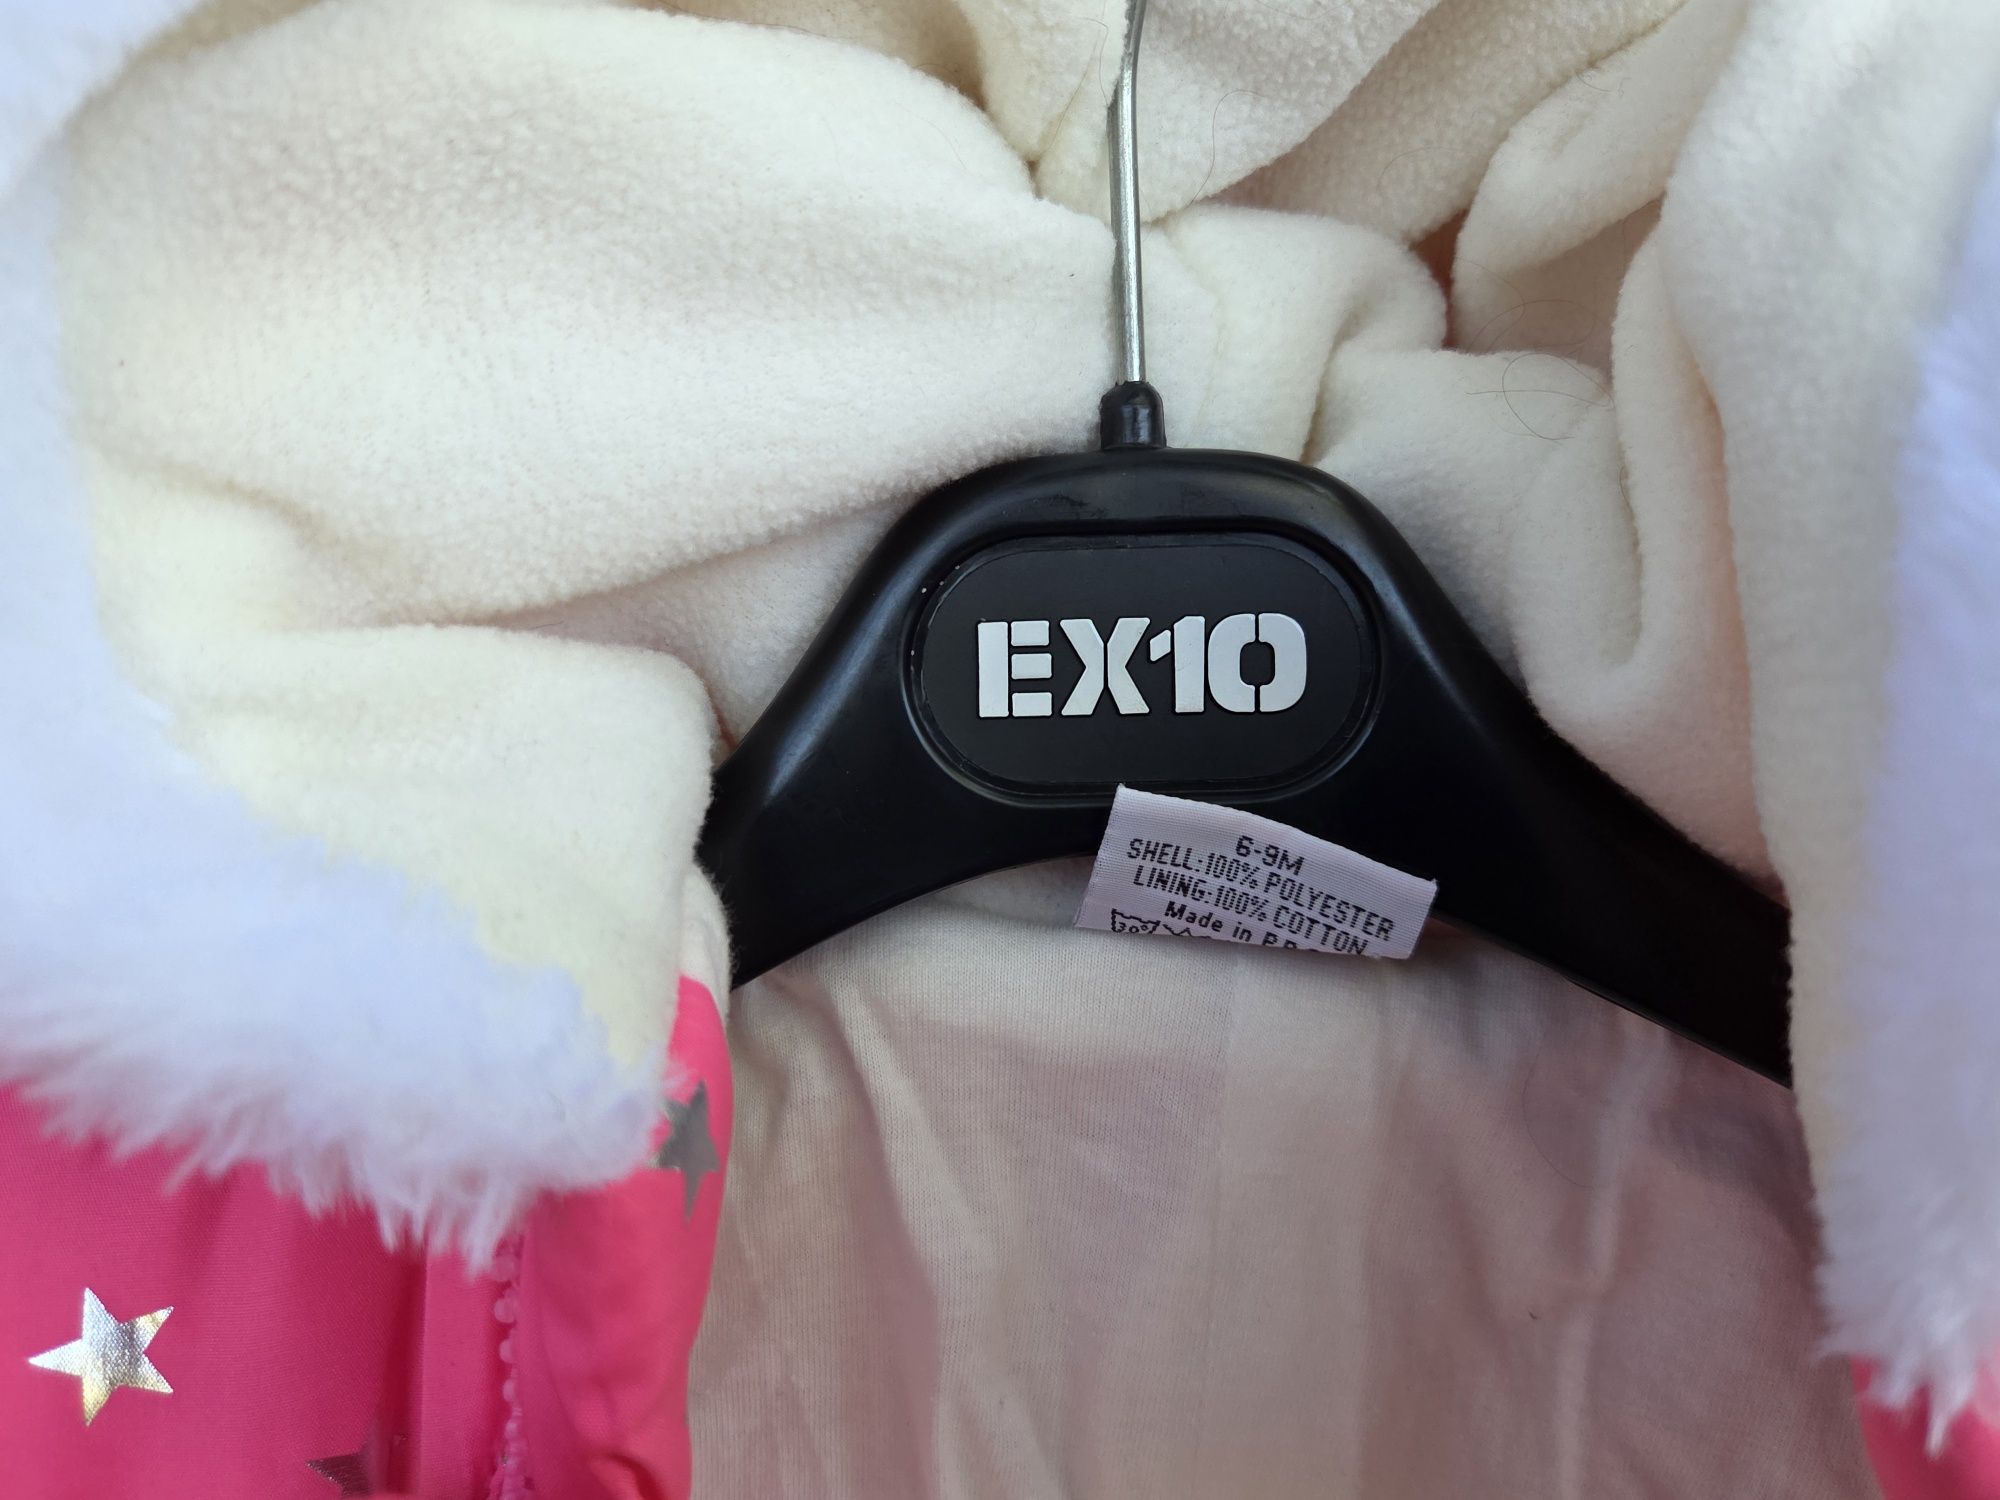 EX10
6-9M
SHELL:100% POLYESTER
LINING:100% COTTON
Made in P.R.